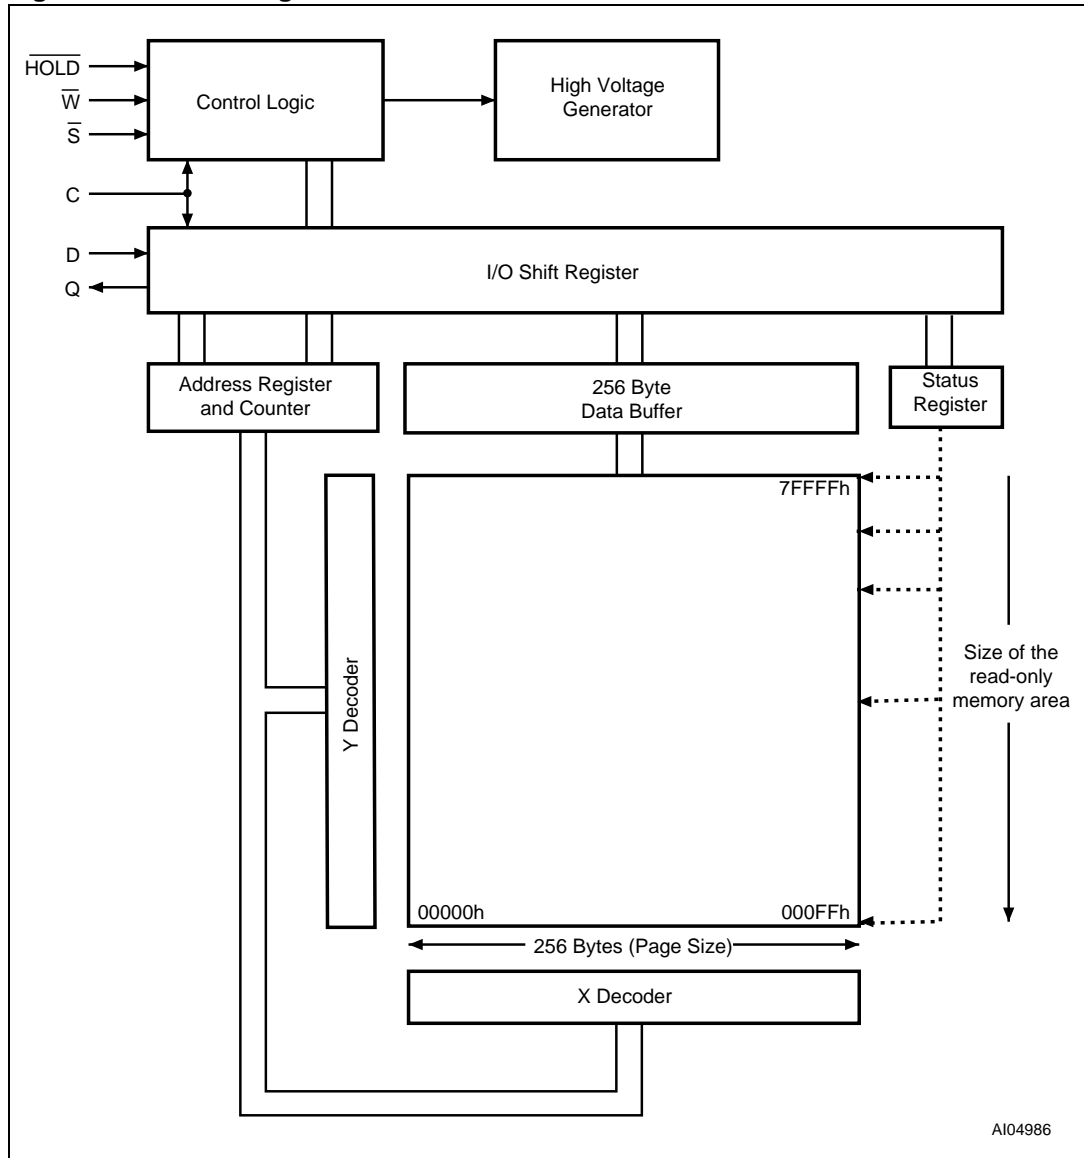 HOLD
W
S
C
D
Q
Control Logic
High Voltage
Generator
I/O Shift Register
Address Register
and Counter
256 Byte
Data Buffer
Status
Register
7FFFFh
Y Decoder
Size of the
read-only
memory area
00000h
000FFh
256 Bytes (Page Size)
X Decoder
AI04986